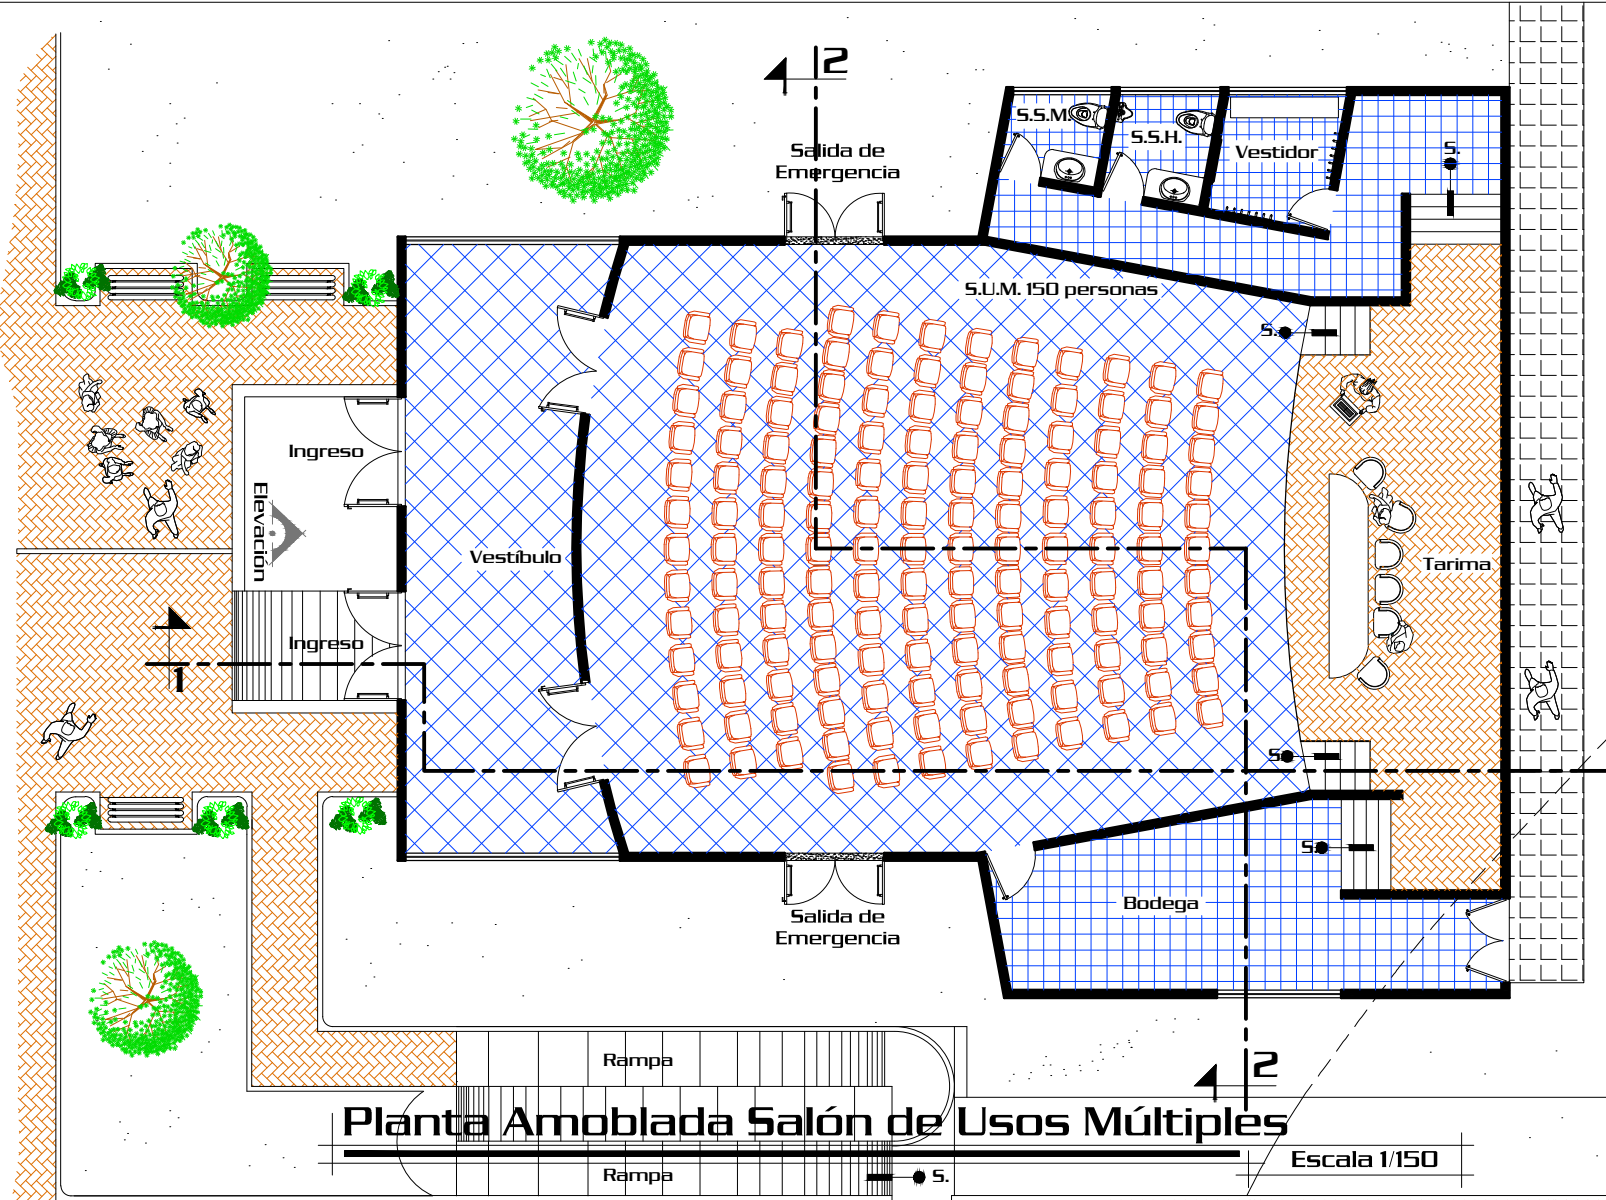 2
S.S.M.
S.S.H.
Vestidor
S.
Salida de
Emergencia
S.U.M. 150 personas
S.
Ingreso
Elevación
Vestíbulo
Tarima
Ingreso
1
S.
S.
Bodega
Salida de
Emergencia
Rampa
2
Planta Amoblada Salón de Usos Múltiples
Escala 1/150
Rampa
S.